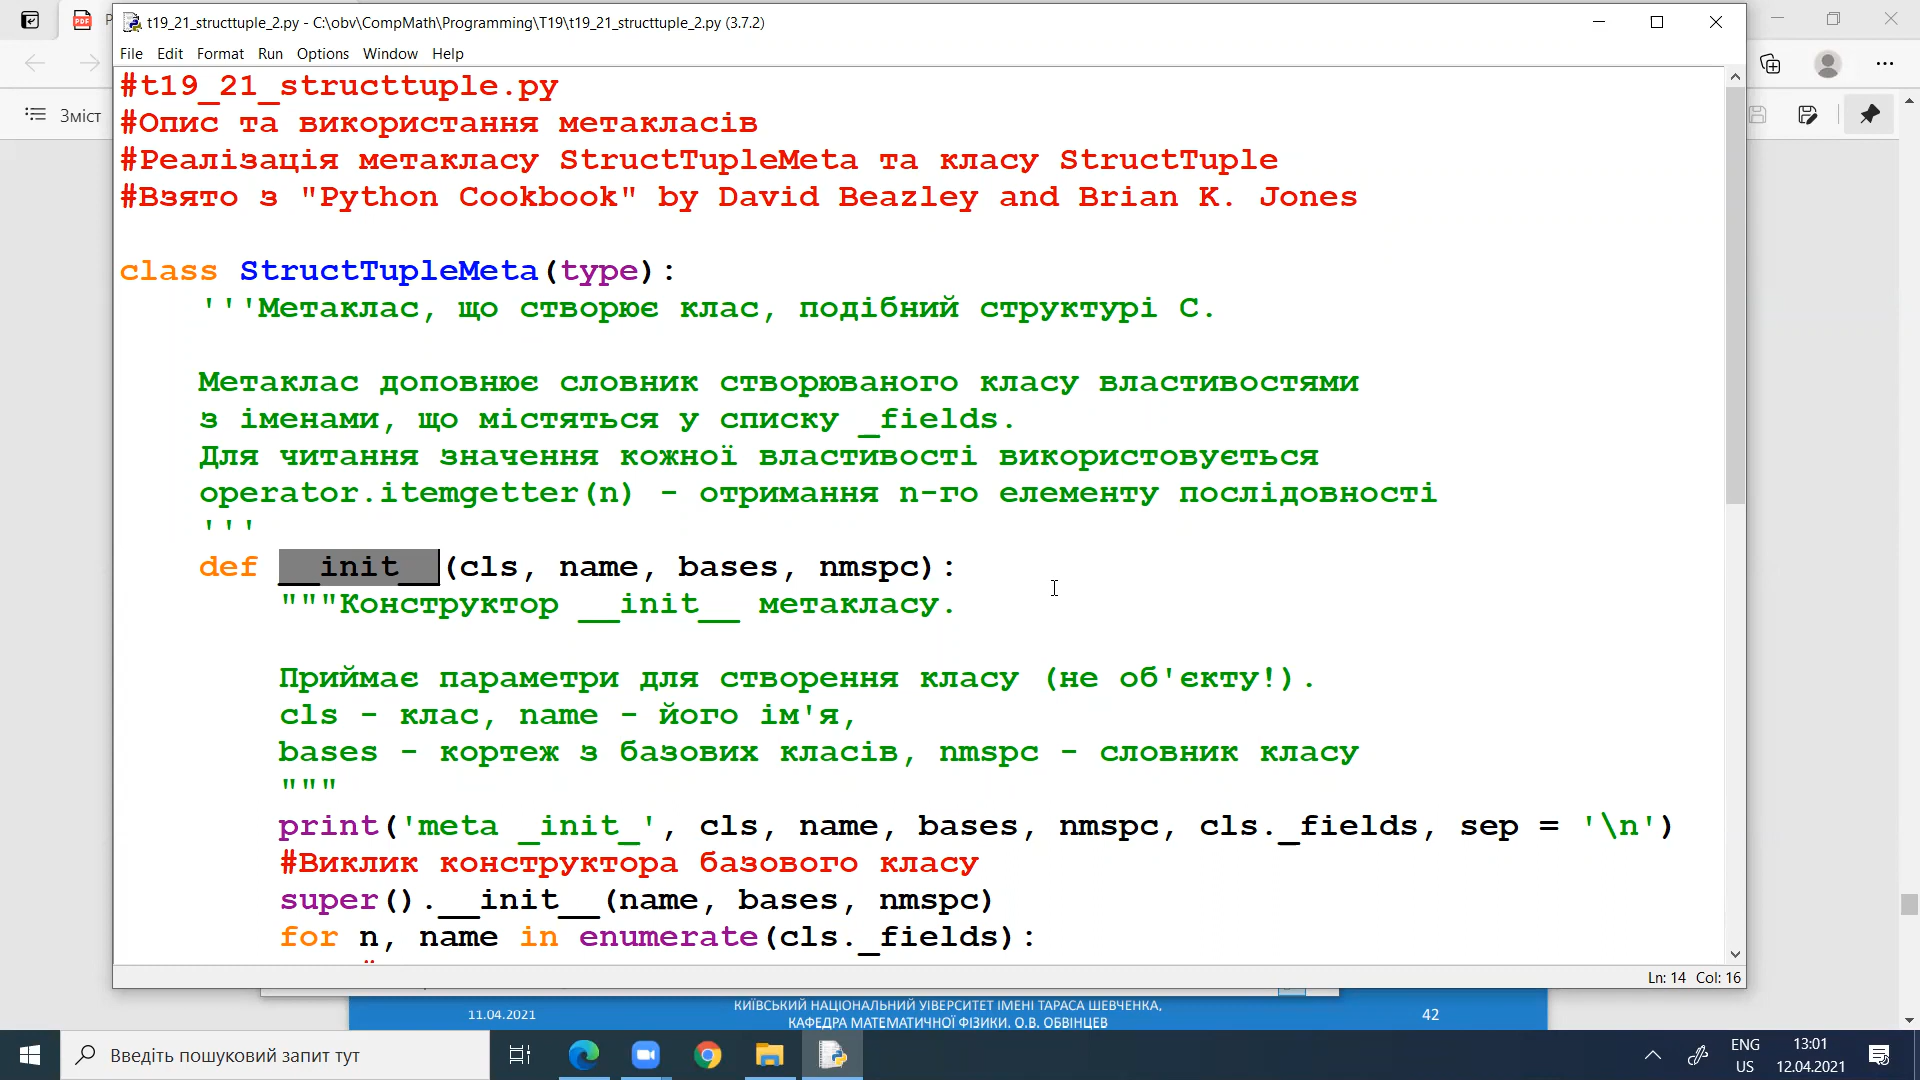 t19_21_structtuple_2.py - C:\obv\CompMath\Programming\T19\t19_21_structtuple_2.py (3.7.2)
File Edit Format Run Options Window Help
Зміст
#t19_21_structtuple.py
#Опис та використання метакласів
#Реалізація метакласу StructTupleMeta та класу StructTuple
#Взято з "Python Cookbook" by David Beazley and Brian K. Jones
class StructTupleMeta(type):
'''Метаклас, що створює клас, подібний структурі C.
Метаклас доповнює словник створюваного класу властивостями
з іменами, що містяться у списку _fields.
Для читання значення кожної властивості використовується
operator.itemgetter(n) - отримання n-го елементу послідовності
'''
def __init__(cls, name, bases, nmspc):
"""Конструктор __init__ метакласу.
Приймає параметри для створення класу (не об'єкту!).
cls - клас, name - його ім'я,
bases - кортеж з базових класів, nmspc - словник класу
"""
print('meta _init_', cls, name, bases, nmspc, cls._fields, sep = '\n')
#Виклик конструктора базового класу
super().__init__(name, bases, nmspc)
for n, name in enumerate(cls._fields):
Ln: 14 Col: 16
11.04.2021
КИЇВСЬКИЙ НАЦІОНАЛЬНИЙ УІВЕРСИТЕТ ІМЕНІ ТАРАСА ШЕВЧЕНКА,
КАФЕДРА МАТЕМАТИЧНОЇ ФІЗИКИ. О.В. ОБВІНЦЕВ
42
Введіть пошуковий запит тут
ENG
US
13:01
12.04.2021